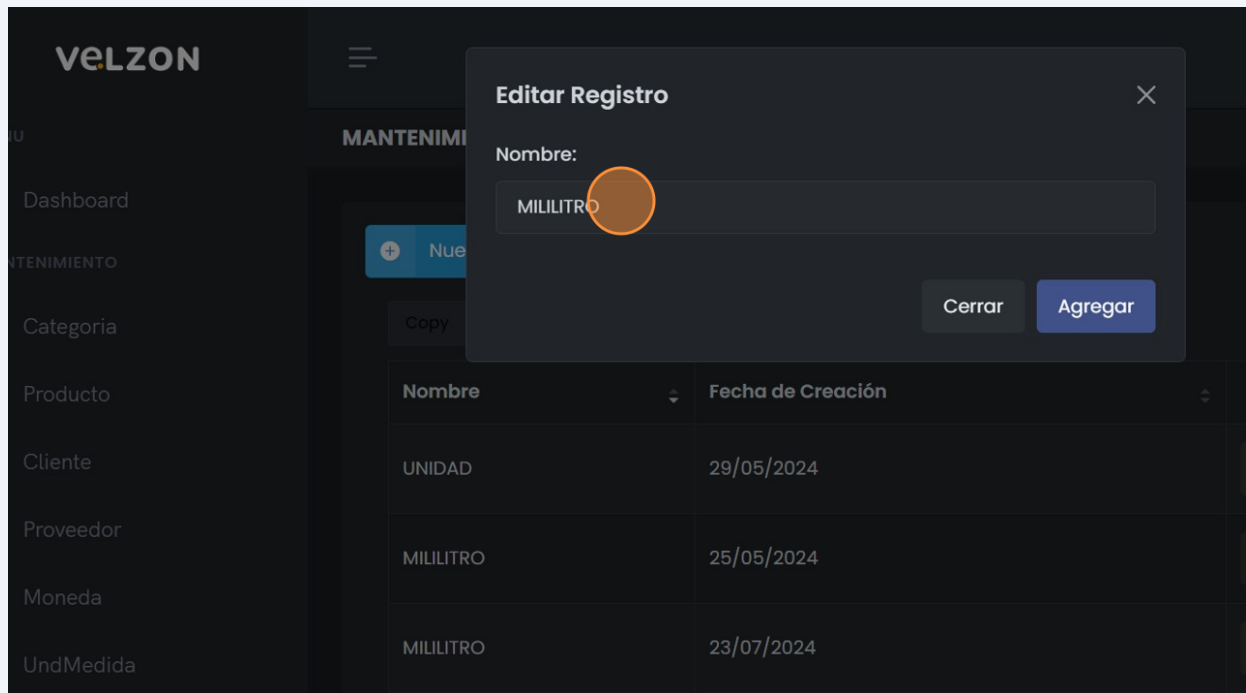 VELZON
Editar Registro
MANTENIMI
Nombre:
Dashboard
MILILITRO
Nue
NTENIMIENTO
Categoria
Copy
Cerrar
Agregar
Producto
Nombre
Fecha de Creación
Cliente
UNIDAD
29/05/2024
Proveedor
MILILITRO
25/05/2024
Moneda
UndMedida
MILILITRO
23/07/2024